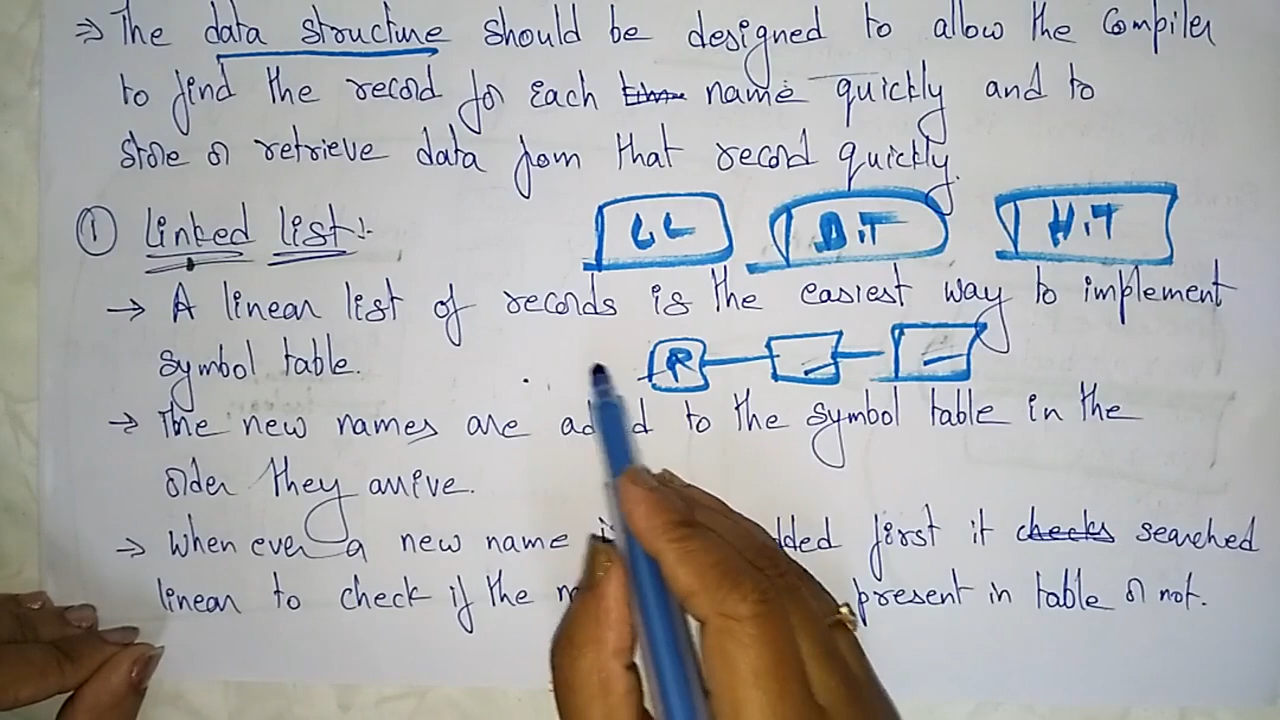 ⇒ The data structure should be designed to allow the Compiler
to find the record for each name quickly and to
store or retrieve data from that record quickly.
① Linked list:-
LL B.T H.T
→ A linear list of records is the easiest way to implement
symbol table.
R
→ The new names are to the symbol table in the
order they arrive.
→ When ever a new name first it checks searched
linear to check if the present in table or not.